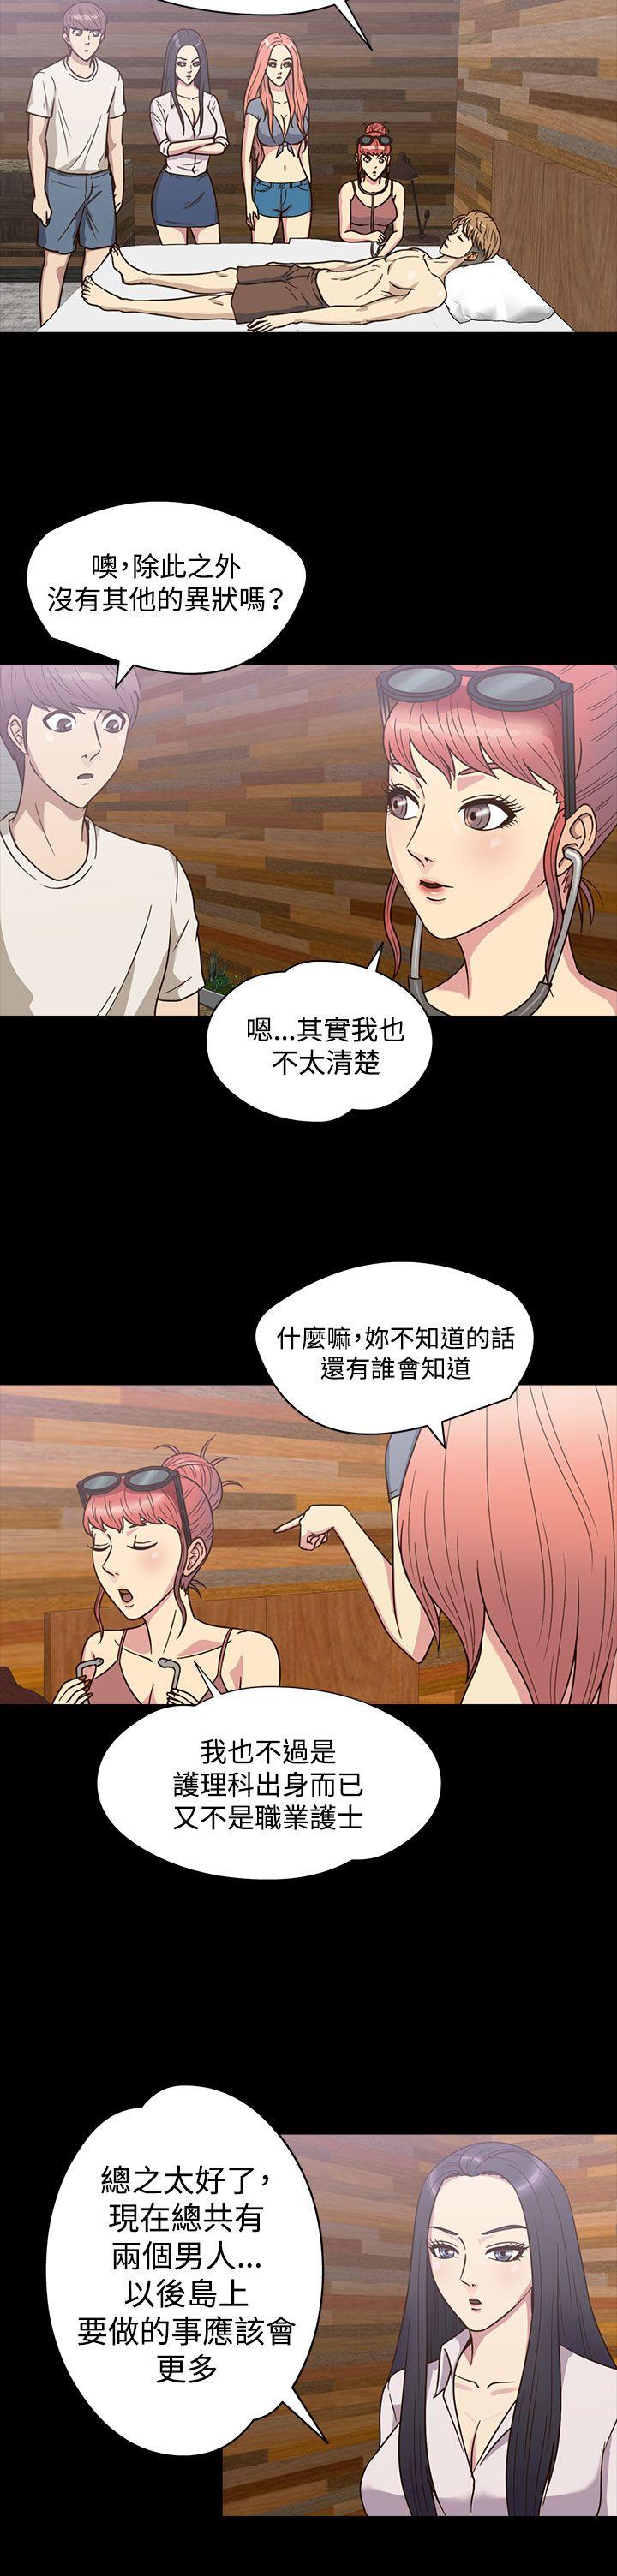 噢，除此之外
沒有其他的異狀嗎？
嗯...其實我也
不太清楚
什麼嘛，妳不知道的話
還有誰會知道
我也不過是
護理科出身而已
又不是職業護士
總之太好了，
現在總共有
兩個男人...
以後島上
要做的事應該會
更多